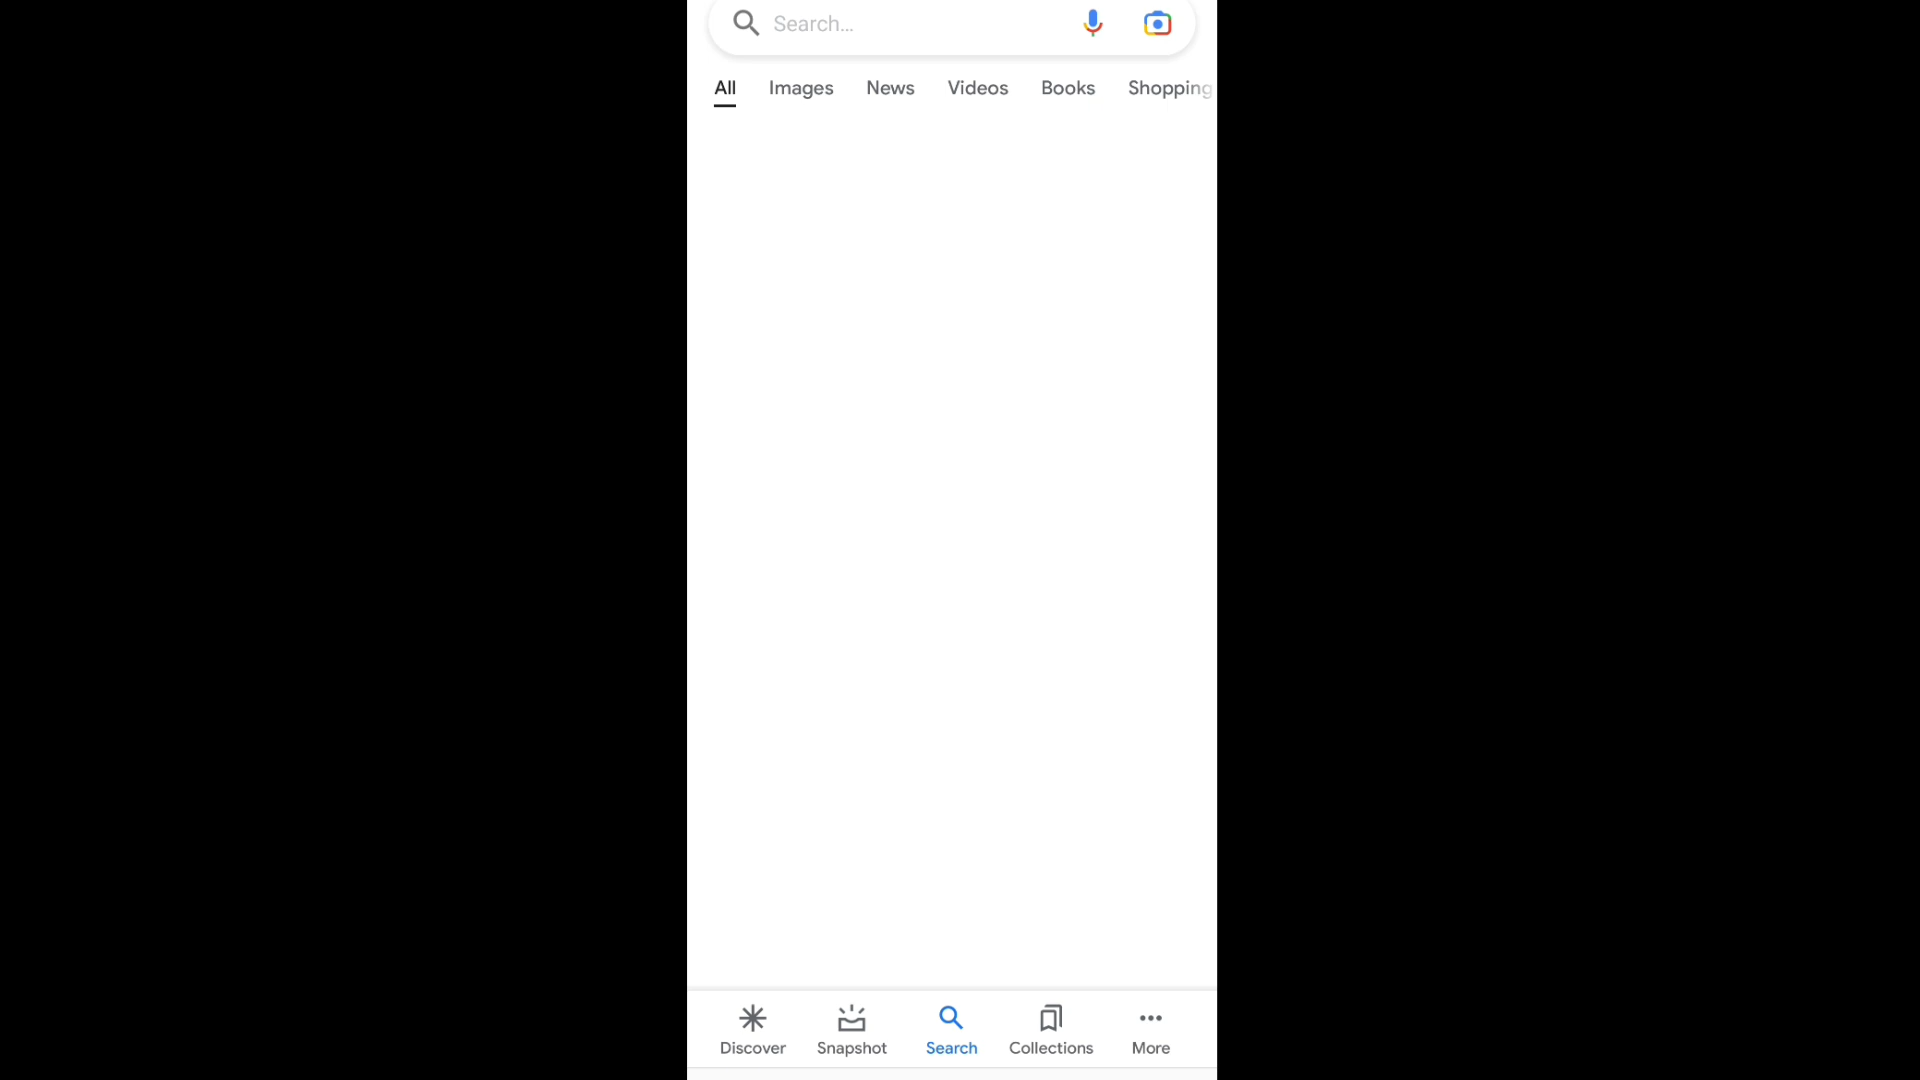 Search...
All Images News Videos Books Shopping
Discover Snapshot Search Collections More